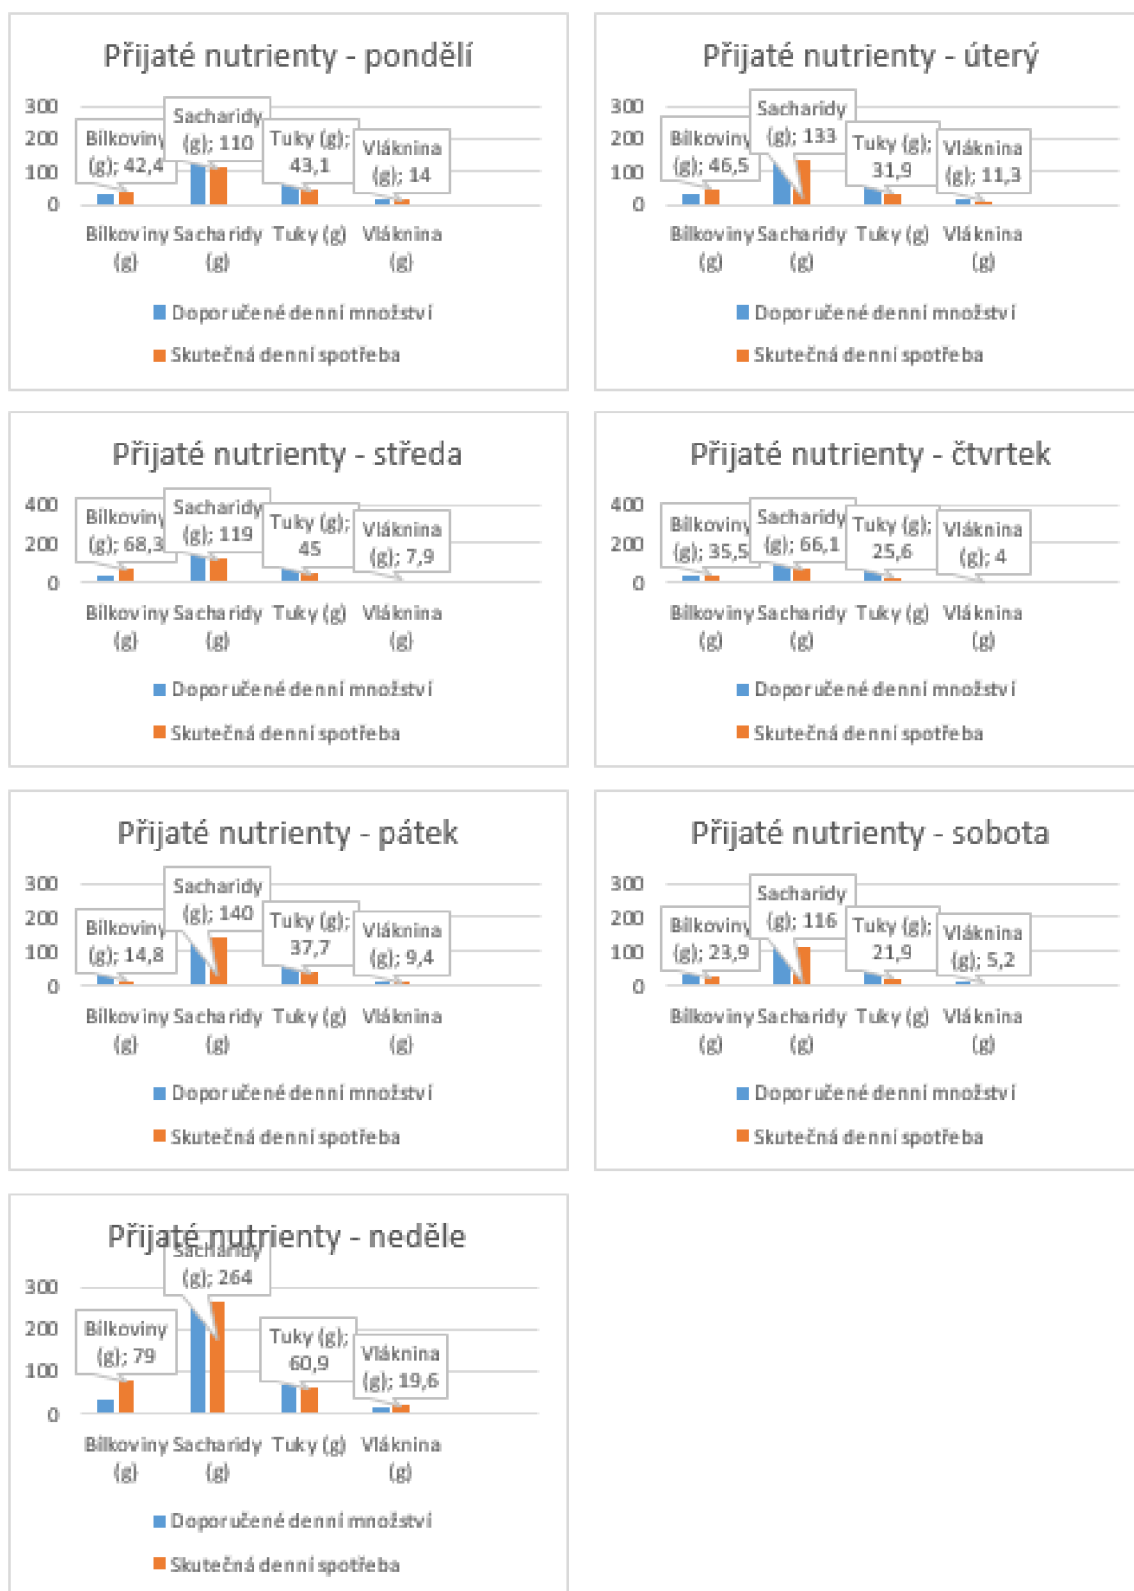 Přijaté nutrienty - pondělí
300
200
100
0
Bílkoviny
(g); 42,4
Sacharidy
(g); 110
Tuky (g);
43,1
Vláknina
(g); 14
Bílkoviny Sacharidy Tuky (g) Vláknina
(g) (g) (g)
Doporučené denní množství
Skutečná denní spotřeba
Přijaté nutrienty - úterý
300
200
100
0
Bílkoviny
(g); 46,5
Sacharidy
(g); 133
Tuky (g);
31,9
Vláknina
(g); 11,3
Bílkoviny Sacharidy Tuky (g) Vláknina
(g) (g) (g)
Doporučené denní množství
Skutečná denní spotřeba
Přijaté nutrienty - středa
400
200
0
Bílkoviny
(g); 68,3
Sacharidy
(g); 119
Tuky (g);
45
Vláknina
(g); 7,9
Bílkoviny Sacharidy Tuky (g) Vláknina
(g) (g) (g)
Doporučené denní množství
Skutečná denní spotřeba
Přijaté nutrienty - čtvrtek
400
200
0
Bílkoviny
(g); 35,5
Sacharidy
(g); 66,1
Tuky (g);
25,6
Vláknina
(g); 4
Bílkoviny Sacharidy Tuky (g) Vláknina
(g) (g) (g)
Doporučené denní množství
Skutečná denní spotřeba
Přijaté nutrienty - pátek
300
200
100
0
Bílkoviny
(g); 14,8
Sacharidy
(g); 140
Tuky (g);
37,7
Vláknina
(g); 9,4
Bílkoviny Sacharidy Tuky (g) Vláknina
(g) (g) (g)
Doporučené denní množství
Skutečná denní spotřeba
Přijaté nutrienty - sobota
300
200
100
0
Bílkoviny
(g); 23,9
Sacharidy
(g); 116
Tuky (g);
21,9
Vláknina
(g); 5,2
Bílkoviny Sacharidy Tuky (g) Vláknina
(g) (g) (g)
Doporučené denní množství
Skutečná denní spotřeba
Přijaté nutrienty - neděle
300
200
100
0
Bílkoviny
(g); 79
Sacharidy
(g); 264
Tuky (g);
60,9
Vláknina
(g); 19,6
Bílkoviny Sacharidy Tuky (g) Vláknina
(g) (g) (g)
Doporučené denní množství
Skutečná denní spotřeba